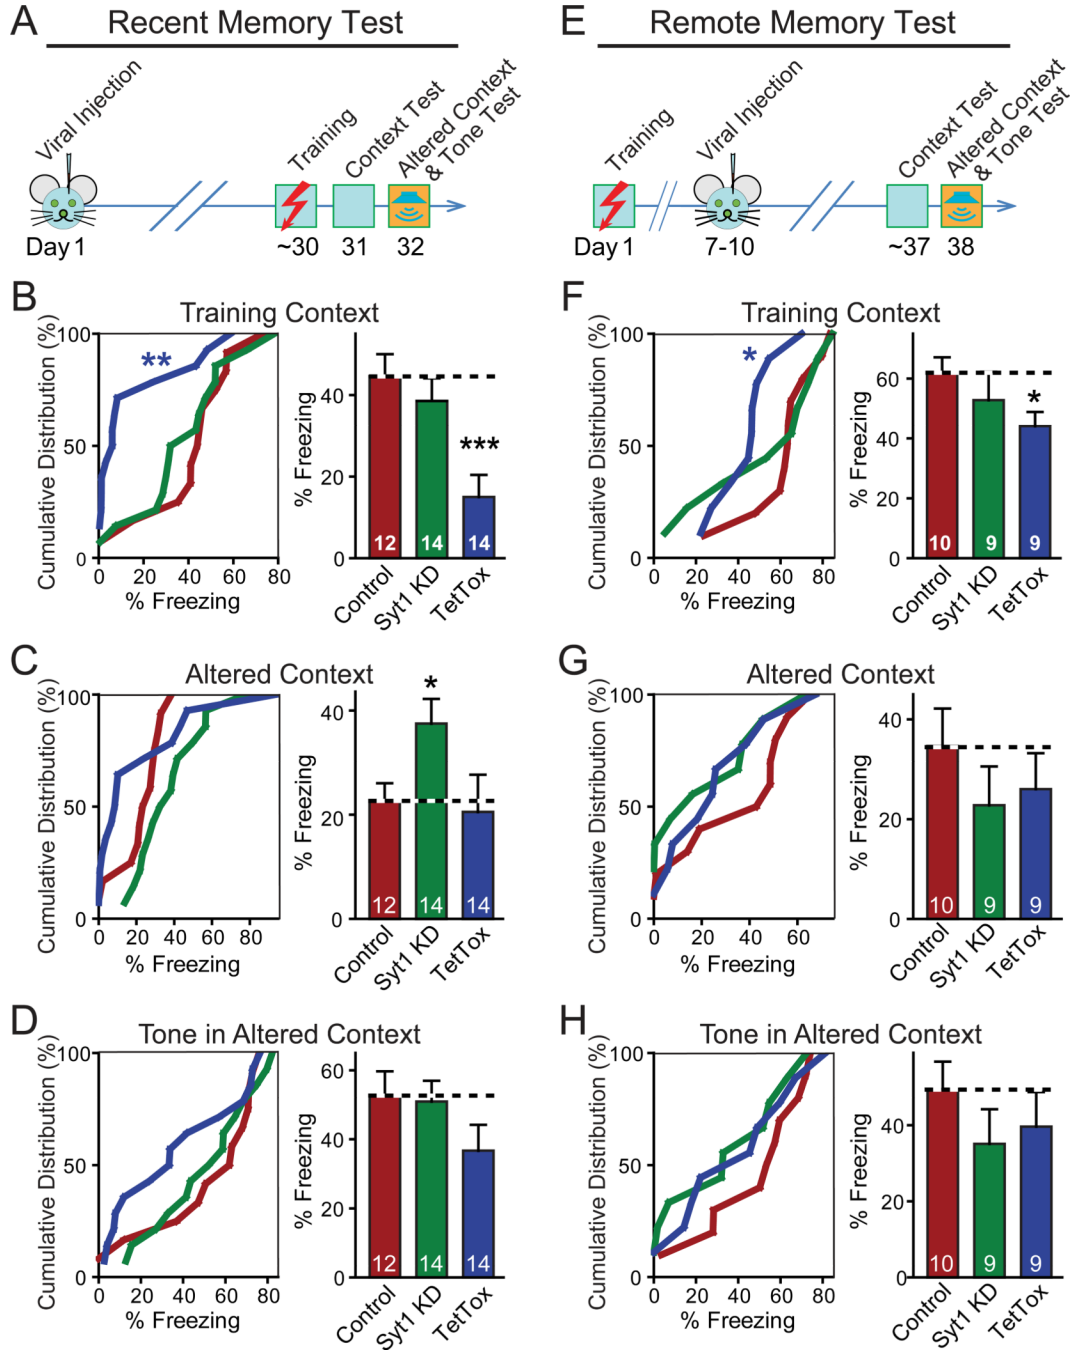 A
Recent Memory Test
Viral Injection
Training
Context Test
Altered Context
& Tone Test
Day 1
~30
31
32
E
Remote Memory Test
Training
Viral Injection
Context Test
Altered Context
& Tone Test
Day 1
7-10
~37
38
B
Training Context
Cumulative Distribution (%)
100
50
0
**
0 20 40 60 80
% Freezing
% Freezing
40
20
0
***
12 14 14
Control
Syt1 KD
TetTox
F
Training Context
Cumulative Distribution (%)
100
50
0
*
0 20 40 60 80
% Freezing
% Freezing
60
40
20
0
*
10 9 9
Control
Syt1 KD
TetTox
C
Altered Context
Cumulative Distribution (%)
100
50
0
0 20 40 60 80
% Freezing
% Freezing
40
20
0
*
12 14 14
Control
Syt1 KD
TetTox
G
Altered Context
Cumulative Distribution (%)
100
50
0
0 20 40 60
% Freezing
% Freezing
40
20
0
10 9 9
Control
Syt1 KD
TetTox
D
Tone in Altered Context
Cumulative Distribution (%)
100
50
0
0 20 40 60 80
% Freezing
% Freezing
60
40
20
0
12 14 14
Control
Syt1 KD
TetTox
H
Tone in Altered Context
Cumulative Distribution (%)
100
50
0
0 20 40 60 80
% Freezing
% Freezing
40
20
0
10 9 9
Control
Syt1 KD
TetTox